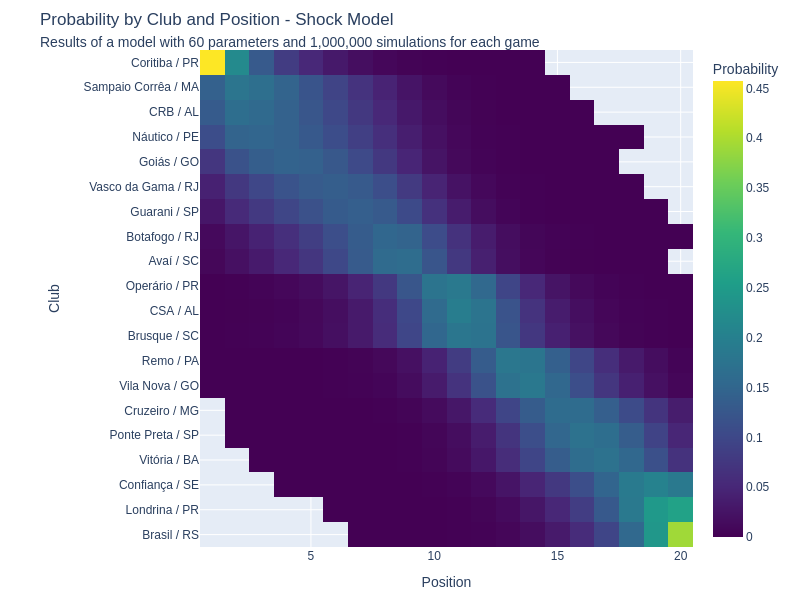 Probability by Club and Position - Shock Model
Results of a model with 60 parameters and 1,000,000 simulations for each game
Coritiba / PR
Sampaio Corrêa / MA
CRB / AL
Náutico / PE
Goiás / GO
Vasco da Gama / RJ
Guarani / SP
Botafogo / RJ
Avaí / SC
Operário / PR
CSA / AL
Brusque / SC
Remo / PA
Vila Nova / GO
Cruzeiro / MG
Ponte Preta / SP
Vitória / BA
Confiança / SE
Londrina / PR
Brasil / RS
Club
5
10
15
20
Position
Probability
0.45
0.4
0.35
0.3
0.25
0.2
0.15
0.1
0.05
0